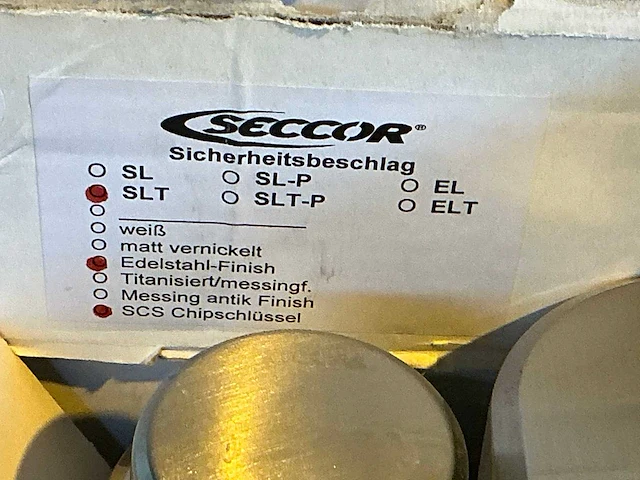 SECCOR®
Sicherheitsbeschlag
SL SL-P EL
SLT SLT-P ELT
weiß
matt vernickelt
Edelstahl-Finish
Titanisiert/messingf.
Messing antik Finish
SCS Chipschlüssel